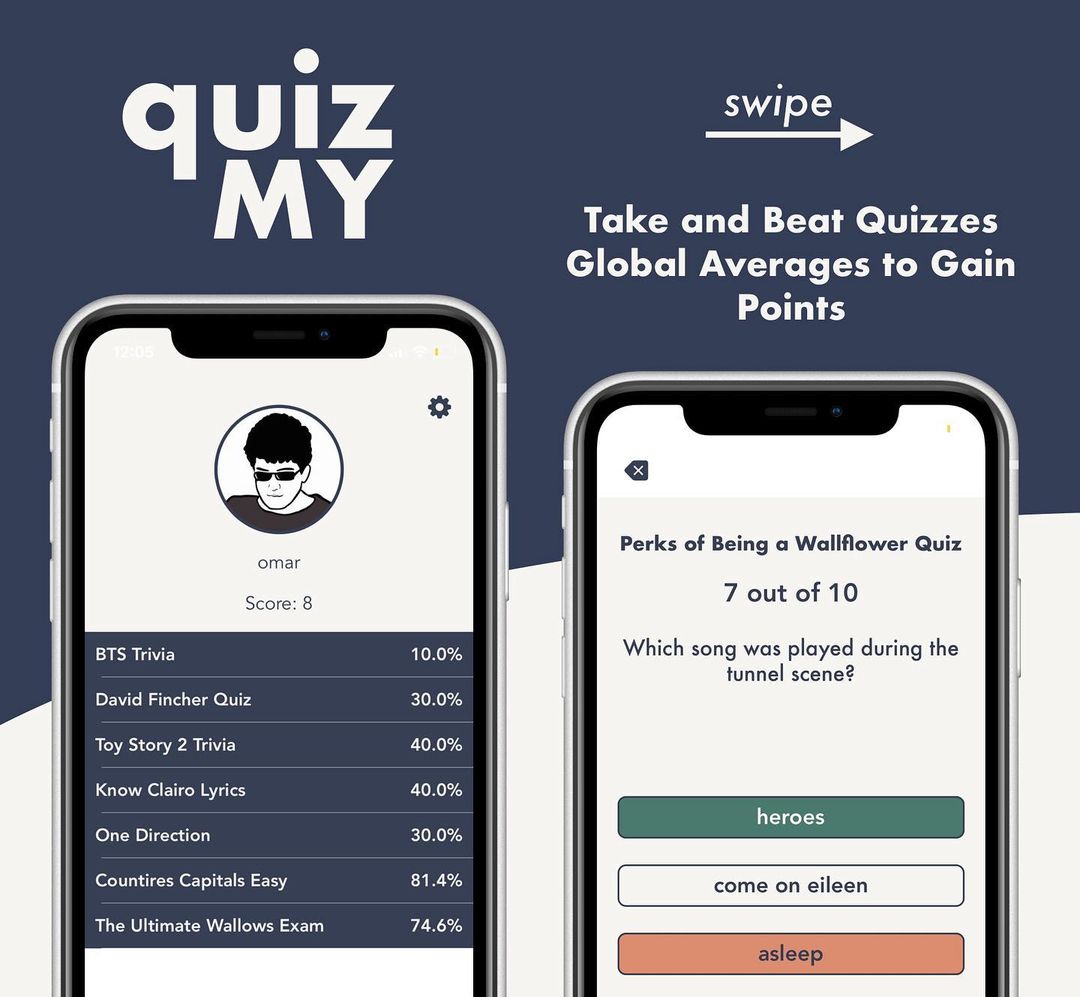 quiz
MY
swipe
Take and Beat Quizzes
Global Averages to Gain
Points
12:05
omar
Score: 8
BTS Trivia 10.0%
David Fincher Quiz 30.0%
Toy Story 2 Trivia 40.0%
Know Clairo Lyrics 40.0%
One Direction 30.0%
Countires Capitals Easy 81.4%
The Ultimate Wallows Exam 74.6%
Perks of Being a Wallflower Quiz
7 out of 10
Which song was played during the
tunnel scene?
heroes
come on eileen
asleep